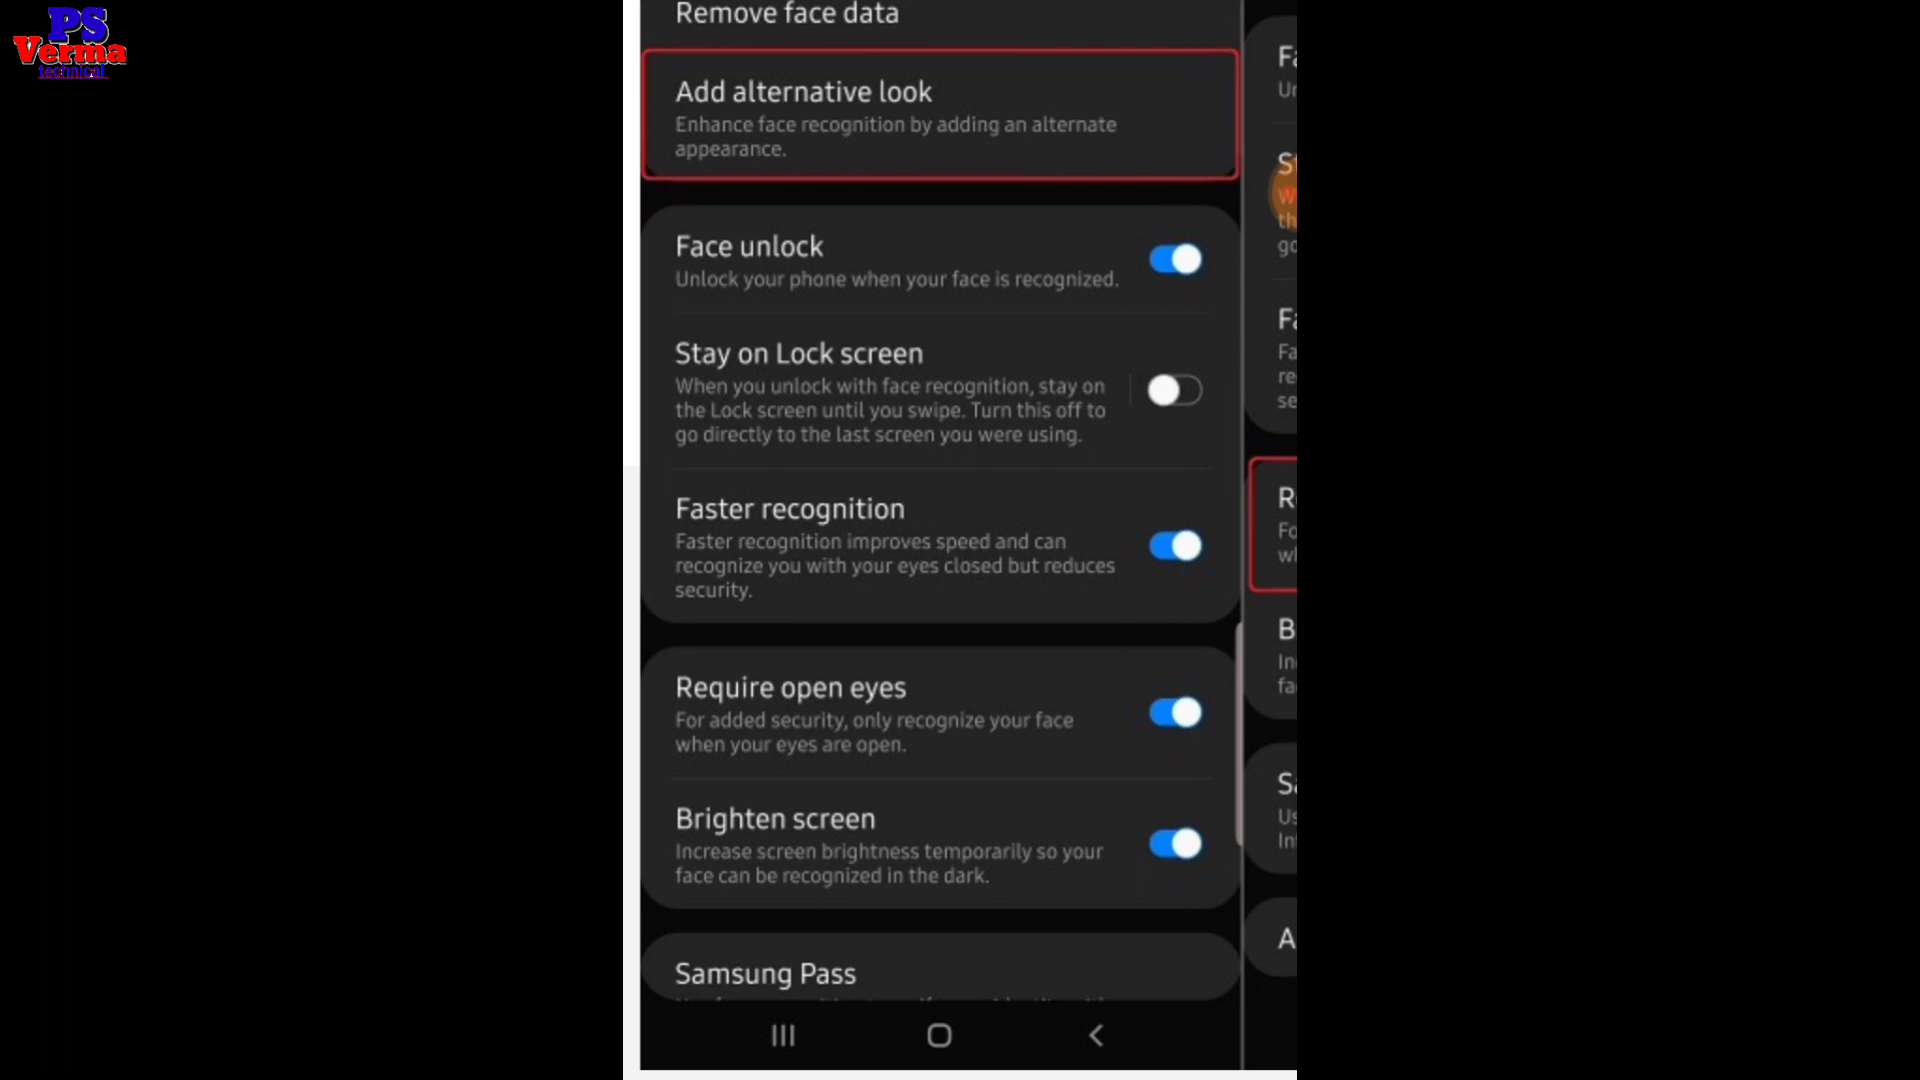 PS
Verma
technical
Remove face data
Add alternative look
Enhance face recognition by adding an alternate
appearance.
Face unlock
Unlock your phone when your face is recognized.
Stay on Lock screen
When you unlock with face recognition, stay on
the Lock screen until you swipe. Turn this off to
go directly to the last screen you were using.
Faster recognition
Faster recognition improves speed and can
recognize you with your eyes closed but reduces
security.
Require open eyes
For added security, only recognize your face
when your eyes are open.
Brighten screen
Increase screen brightness temporarily so your
face can be recognized in the dark.
Samsung Pass